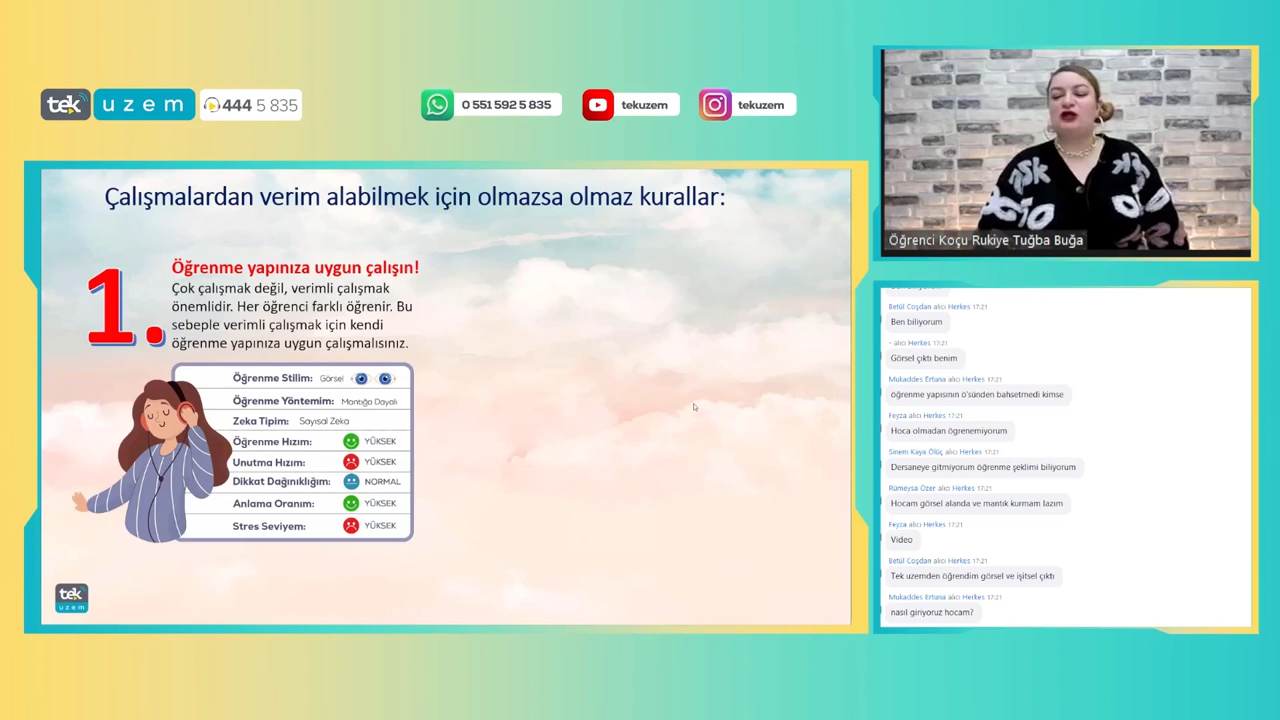 tek uzem 444 5 835
0 551 592 5 835
tekuzem
tekuzem
Çalışmalardan verim alabilmek için olmazsa olmaz kurallar:
1.
Öğrenme yapınıza uygun çalışın!
Çok çalışmak değil, verimli çalışmak
önemlidir. Her öğrenci farklı öğrenir. Bu
sebeple verimli çalışmak için kendi
öğrenme yapınıza uygun çalışmalısınız.
Öğrenme Stilim: Görsel
Öğrenme Yöntemim: Mantığa Dayalı
Zeka Tipim: Sayısal Zeka
Öğrenme Hızım: YÜKSEK
Unutma Hızım: YÜKSEK
Dikkat Dağınıklığım: NORMAL
Anlama Oranım: YÜKSEK
Stres Seviyem: YÜKSEK
tek
uzem
Öğrenci Koçu Rukiye Tuğba Buğa
Betül Coşdan alıcı Herkes 17:21
Ben biliyorum
- alıcı Herkes 17:21
Görsel çıktı benim
Mukaddes Ertuna alıcı Herkes 17:21
öğrenme yapısının ö'sünden bahsetmedi kimse
Feyza alıcı Herkes 17:21
Hoca olmadan ögrenemiyorum
Sinem Kaya Ölüç alıcı Herkes 17:21
Dersaneye gitmiyorum öğrenme şeklimi biliyorum
Rümeysa Özer alıcı Herkes 17:21
Hocam görsel alanda ve mantık kurmam lazım
Feyza alıcı Herkes 17:21
Video
Betül Coşdan alıcı Herkes 17:21
Tek uzemden öğrendim görsel ve işitsel çıktı
Mukaddes Ertuna alıcı Herkes 17:21
nasıl giriyoruz hocam?